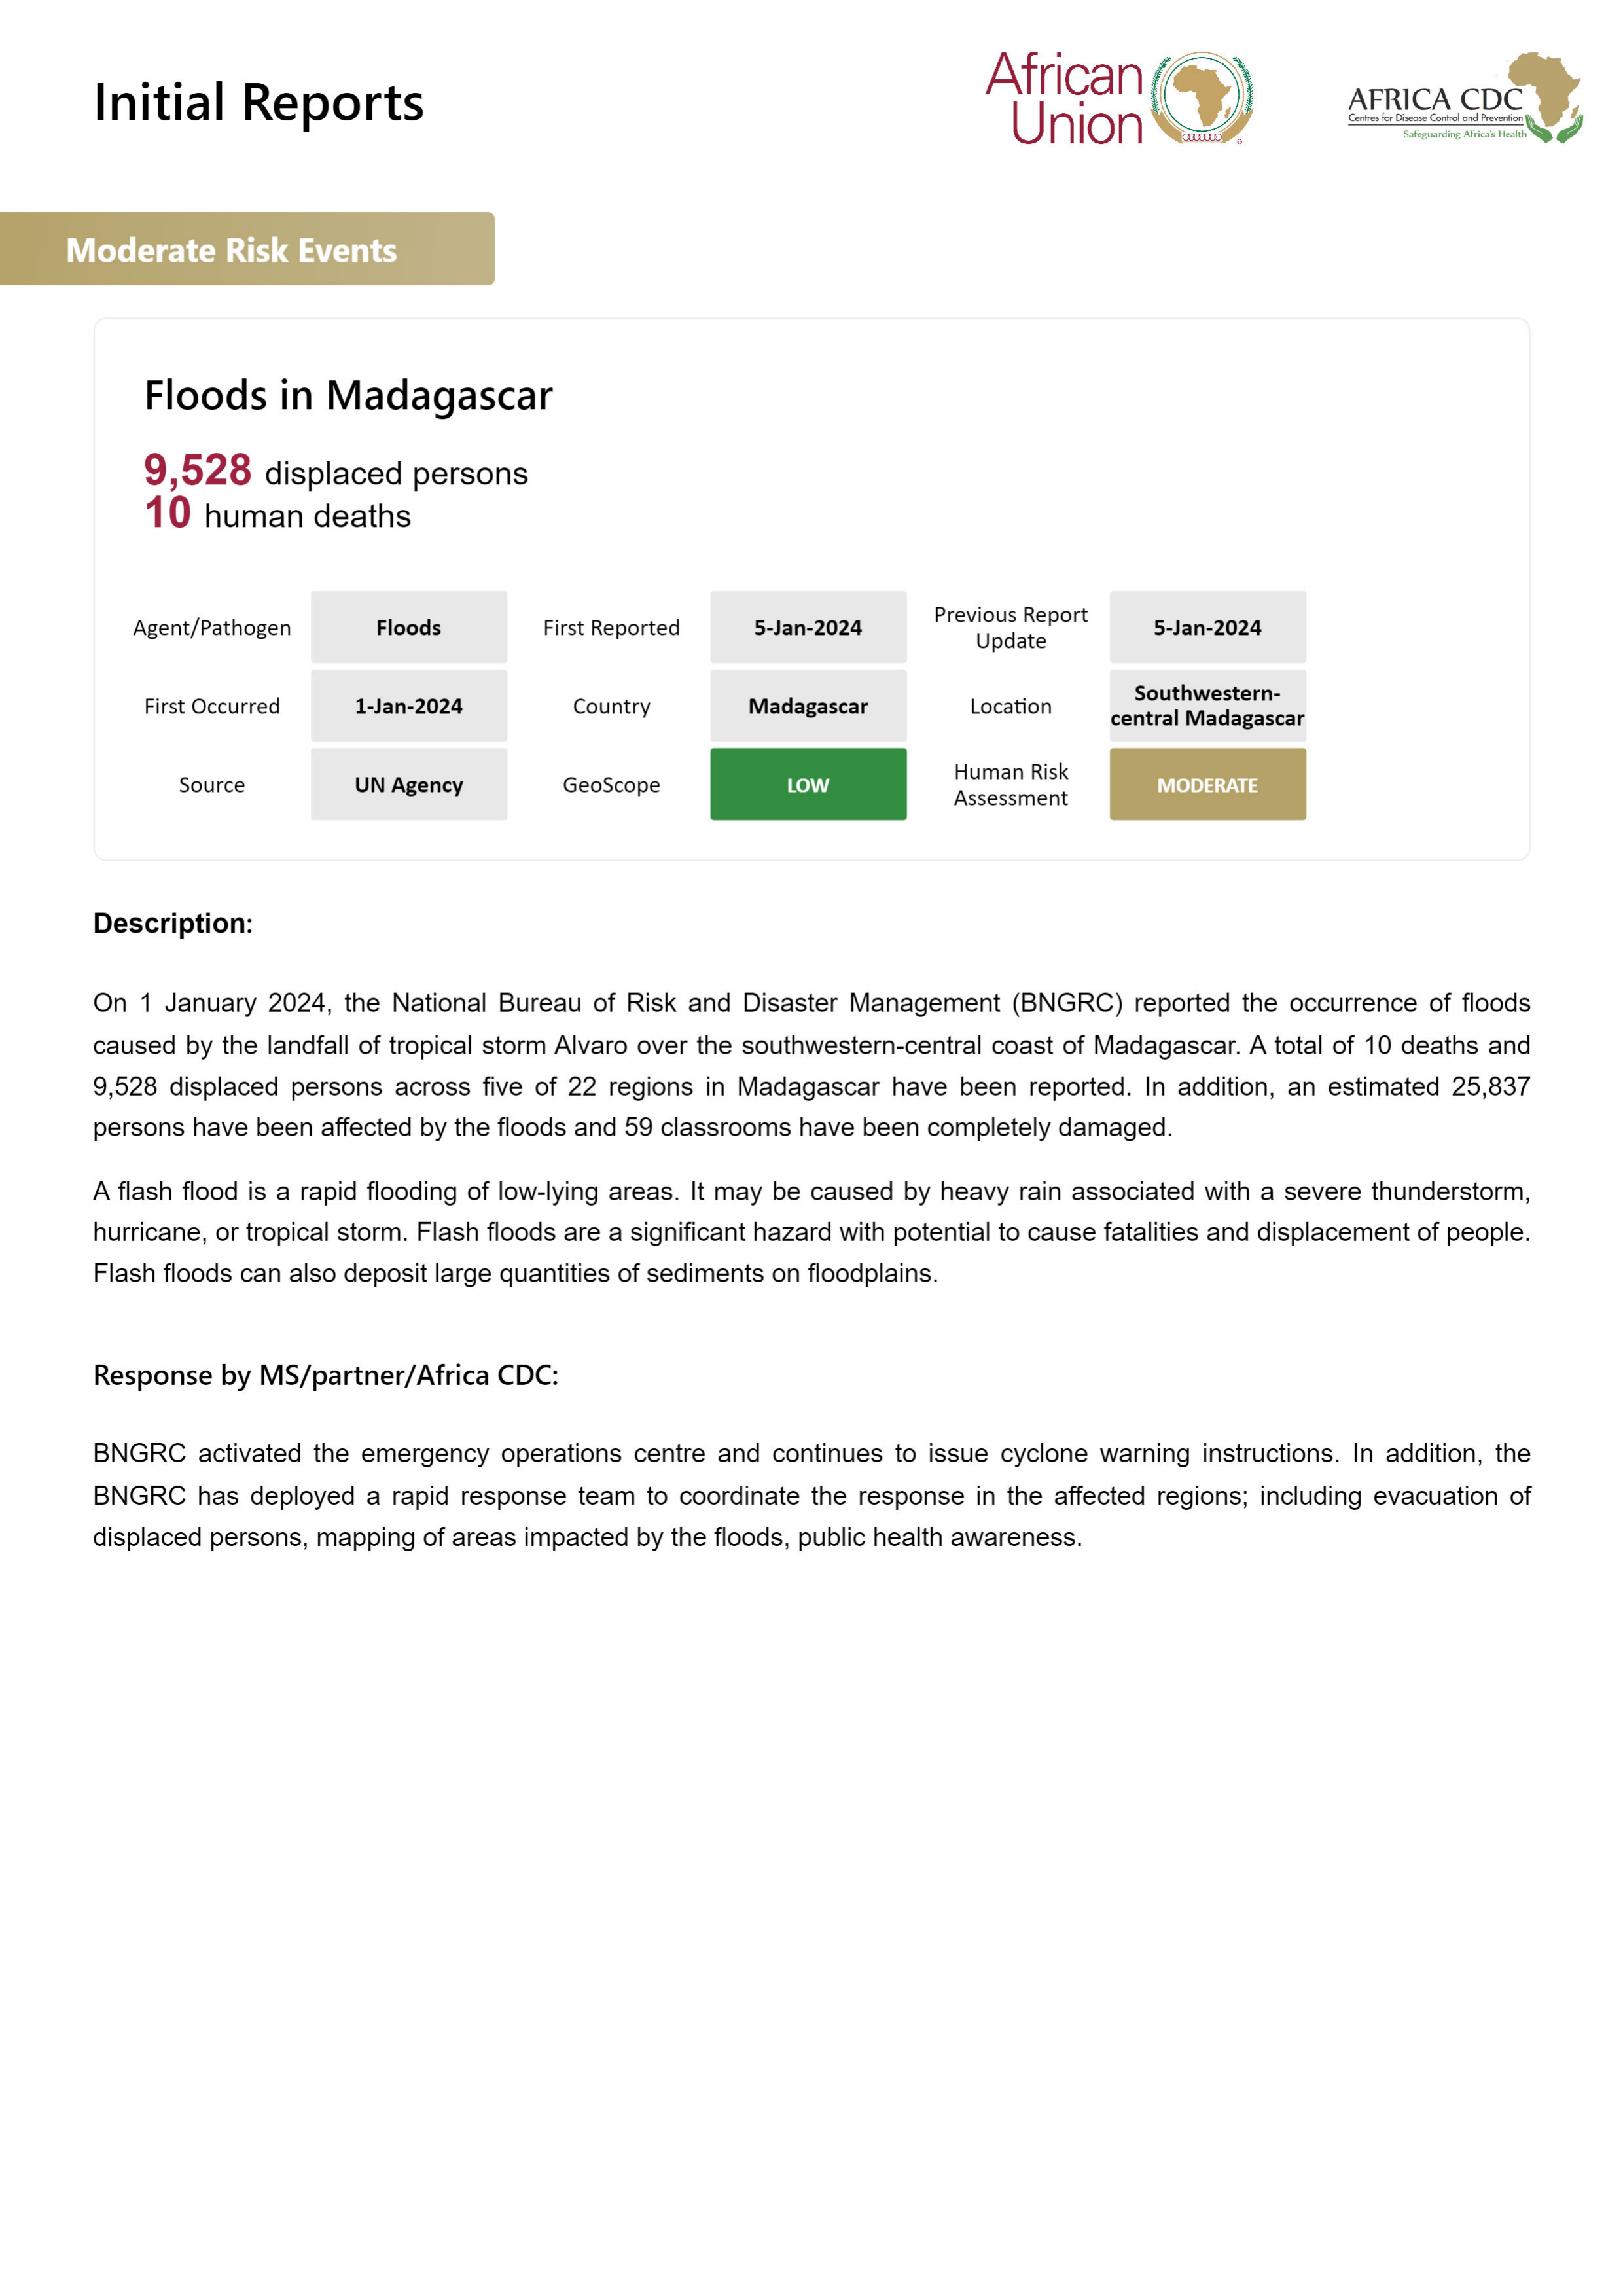 Initial Reports
African
Union
AFRICA CDC
Centres for Disease Control and Prevention
Safeguarding Africa's Health
Moderate Risk Events
Floods in Madagascar
9,528 displaced persons
10 human deaths
Agent/Pathogen
Floods
First Reported
5-Jan-2024
Previous Report
Update
5-Jan-2024
First Occurred
1-Jan-2024
Country
Madagascar
Location
Southwestern-
central Madagascar
Source
UN Agency
GeoScope
LOW
Human Risk
Assessment
MODERATE
Description:
On 1 January 2024, the National Bureau of Risk and Disaster Management (BNGRC) reported the occurrence of floods
caused by the landfall of tropical storm Alvaro over the southwestern-central coast of Madagascar. A total of 10 deaths and
9,528 displaced persons across five of 22 regions in Madagascar have been reported. In addition, an estimated 25,837
persons have been affected by the floods and 59 classrooms have been completely damaged.
A flash flood is a rapid flooding of low-lying areas. It may be caused by heavy rain associated with a severe thunderstorm,
hurricane, or tropical storm. Flash floods are a significant hazard with potential to cause fatalities and displacement of people.
Flash floods can also deposit large quantities of sediments on floodplains.
Response by MS/partner/Africa CDC:
BNGRC activated the emergency operations centre and continues to issue cyclone warning instructions. In addition, the
BNGRC has deployed a rapid response team to coordinate the response in the affected regions; including evacuation of
displaced persons, mapping of areas impacted by the floods, public health awareness.